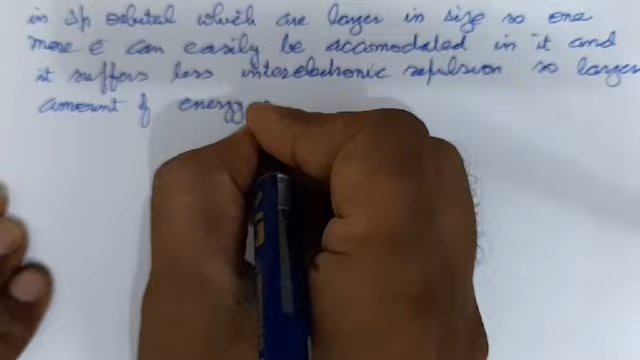 in 3p orbital which are larger in size so one
more e⁻ can easily be accomodated in it and
it suffers less interelectronic repulsion so larger
amount of energy